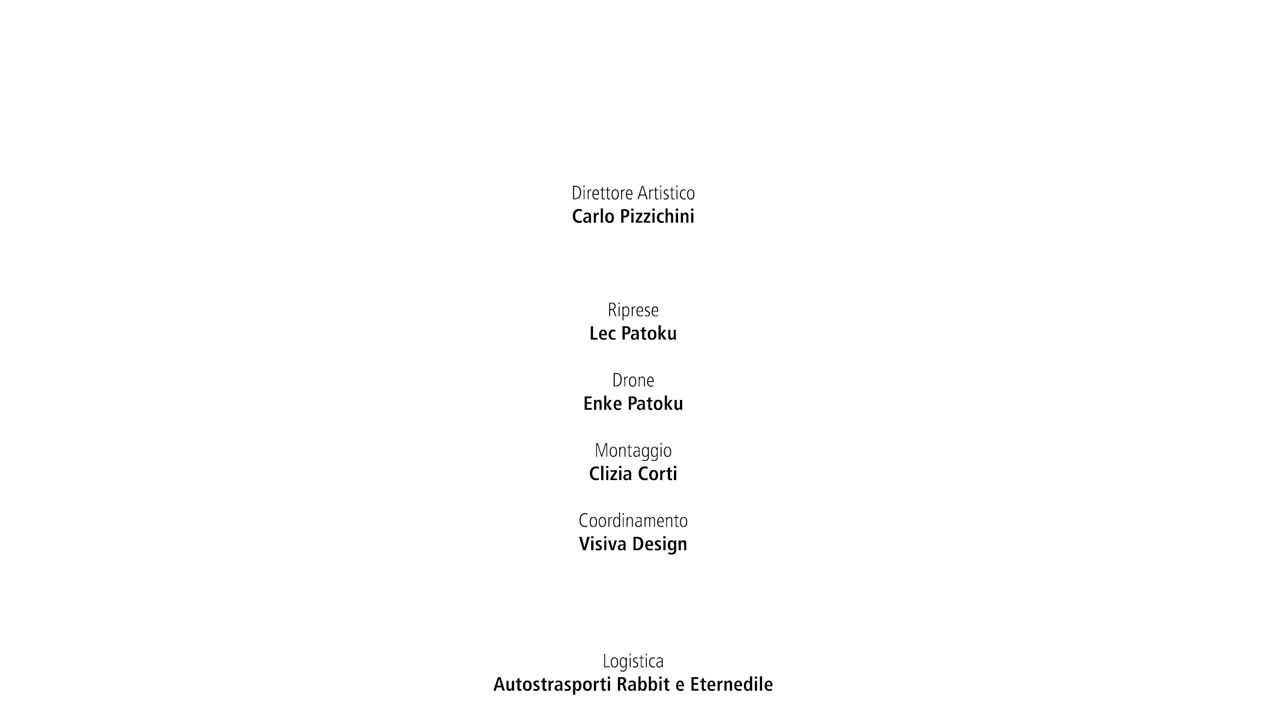 Direttore Artistico
Carlo Pizzichini
Riprese
Lec Patoku
Drone
Enke Patoku
Montaggio
Clizia Corti
Coordinamento
Visiva Design
Logistica
Autostrasporti Rabbit e Eternedile